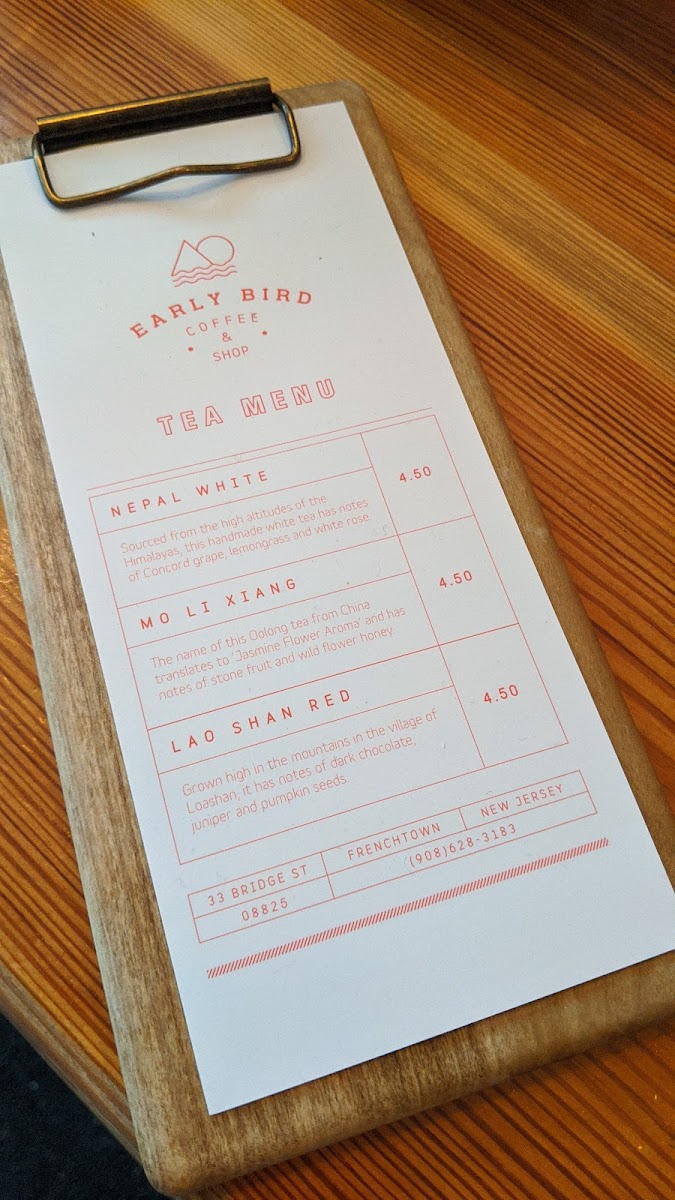 EARLY BIRD
COFFEE
&
SHOP
TEA MENU
NEPAL WHITE
4.50
Sourced from the high altitudes of the
Himalayas, this handmade white tea has notes
of Concord grape, lemongrass and white rose.
MO LI XIANG
4.50
The name of this Oolong tea from China
translates to 'Jasmine Flower Aroma' and has
notes of stone fruit and wild flower honey.
LAO SHAN RED
4.50
Grown high in the mountains in the village of
Loashan, it has notes of dark chocolate,
juniper and pumpkin seeds.
33 BRIDGE ST FRENCHTOWN NEW JERSEY
08825 (908)628-3183